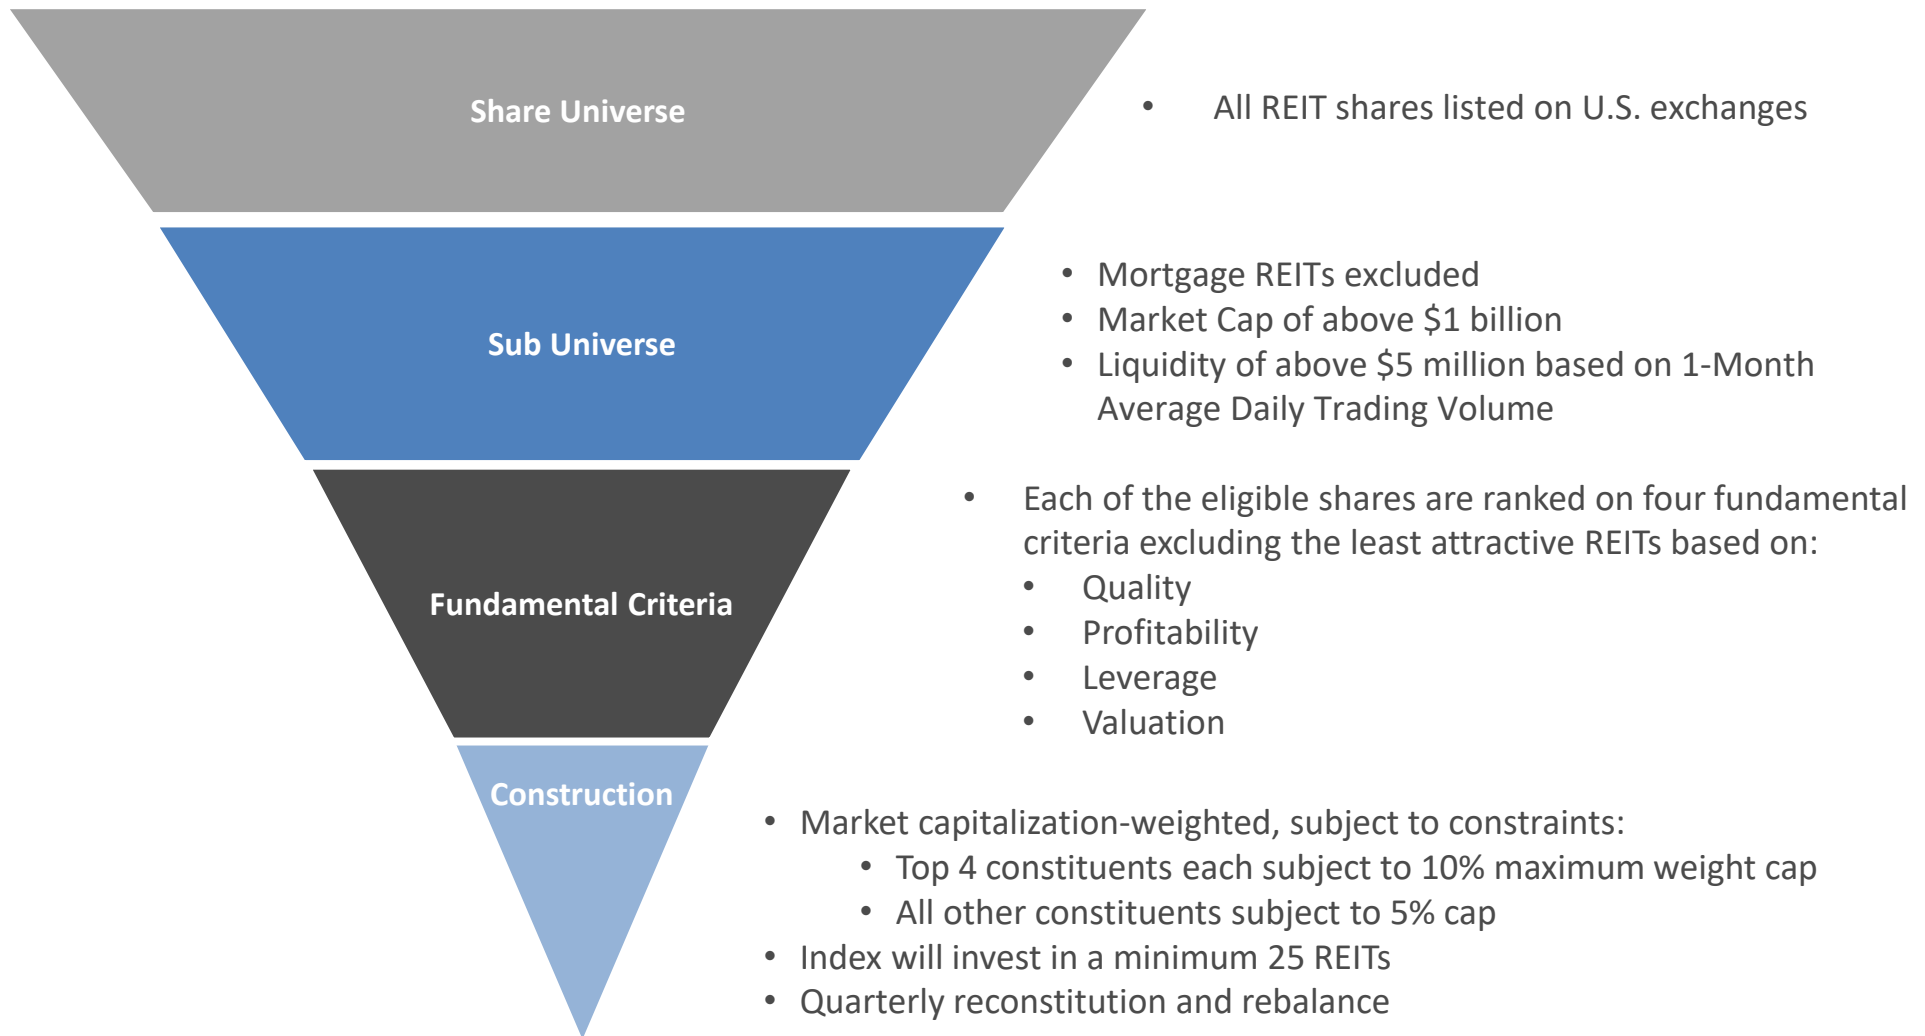 Share Universe
• All REIT shares listed on U.S. exchanges
Sub Universe
• Mortgage REITs excluded
• Market Cap of above $1 billion
• Liquidity of above $5 million based on 1-Month
Average Daily Trading Volume
Fundamental Criteria
• Each of the eligible shares are ranked on four fundamental
criteria excluding the least attractive REITs based on:
• Quality
• Profitability
• Leverage
• Valuation
Construction
• Market capitalization-weighted, subject to constraints:
• Top 4 constituents each subject to 10% maximum weight cap
• All other constituents subject to 5% cap
• Index will invest in a minimum 25 REITs
• Quarterly reconstitution and rebalance